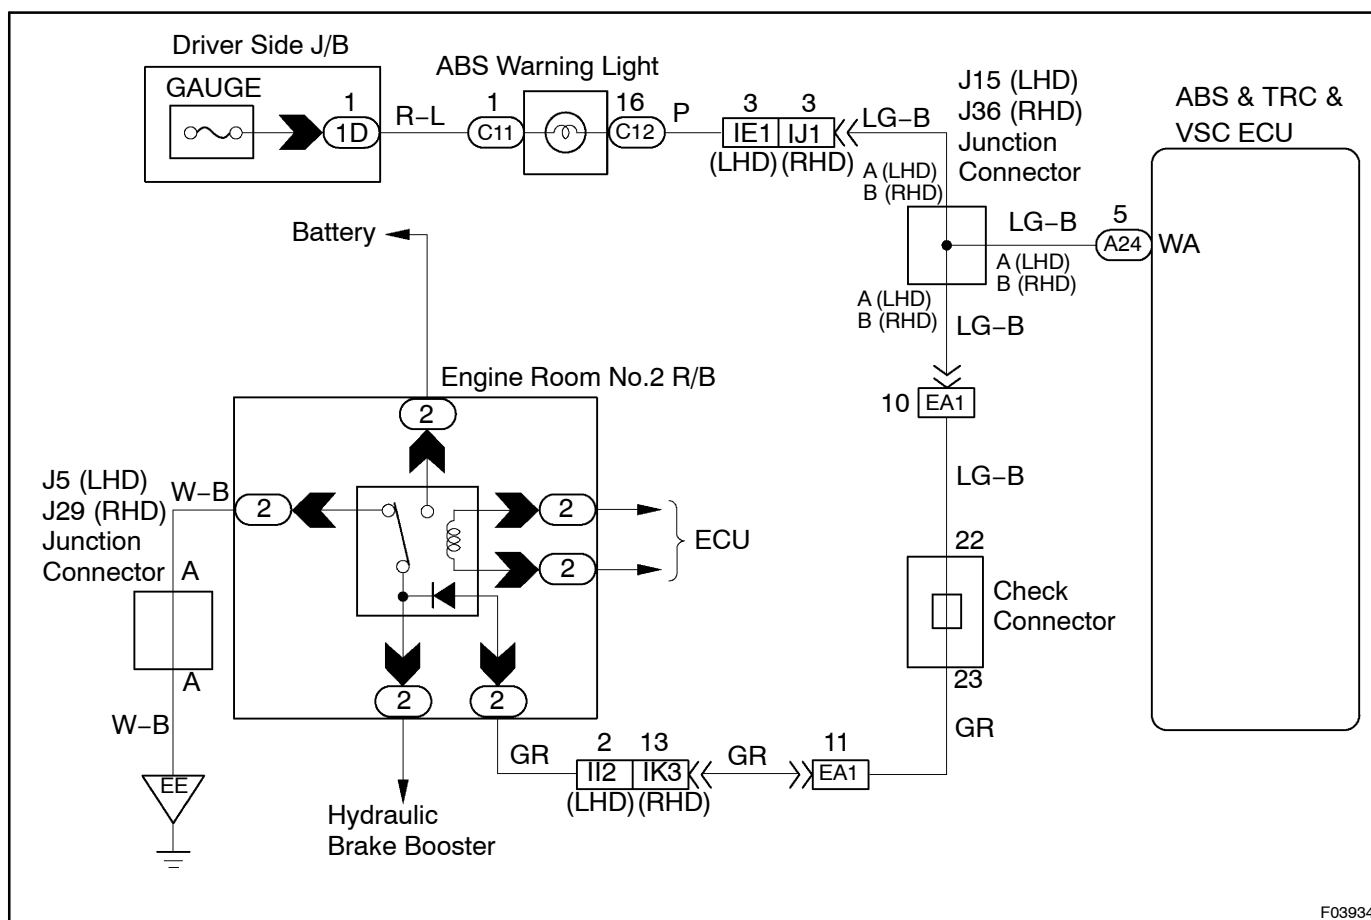 Driver Side J/B
GAUGE
1
1D
R-L
ABS Warning Light
1
C11
16
C12
P
3
3
IE1
IJ1
(LHD)
(RHD)
LG-B
J15 (LHD)
J36 (RHD)
Junction
Connector
A (LHD)
B (RHD)
LG-B
A (LHD)
B (RHD)
A (LHD)
B (RHD)
LG-B
5
A24
WA
ABS & TRC &
VSC ECU
10
EA1
LG-B
22
Check
Connector
23
GR
Battery
Engine Room No.2 R/B
2
2
2
2
ECU
2
2
J5 (LHD)
J29 (RHD)
Junction
Connector
W-B
A
A
W-B
EE
Hydraulic
Brake Booster
GR
2
13
II2
IK3
(LHD)
(RHD)
GR
11
EA1
F03934